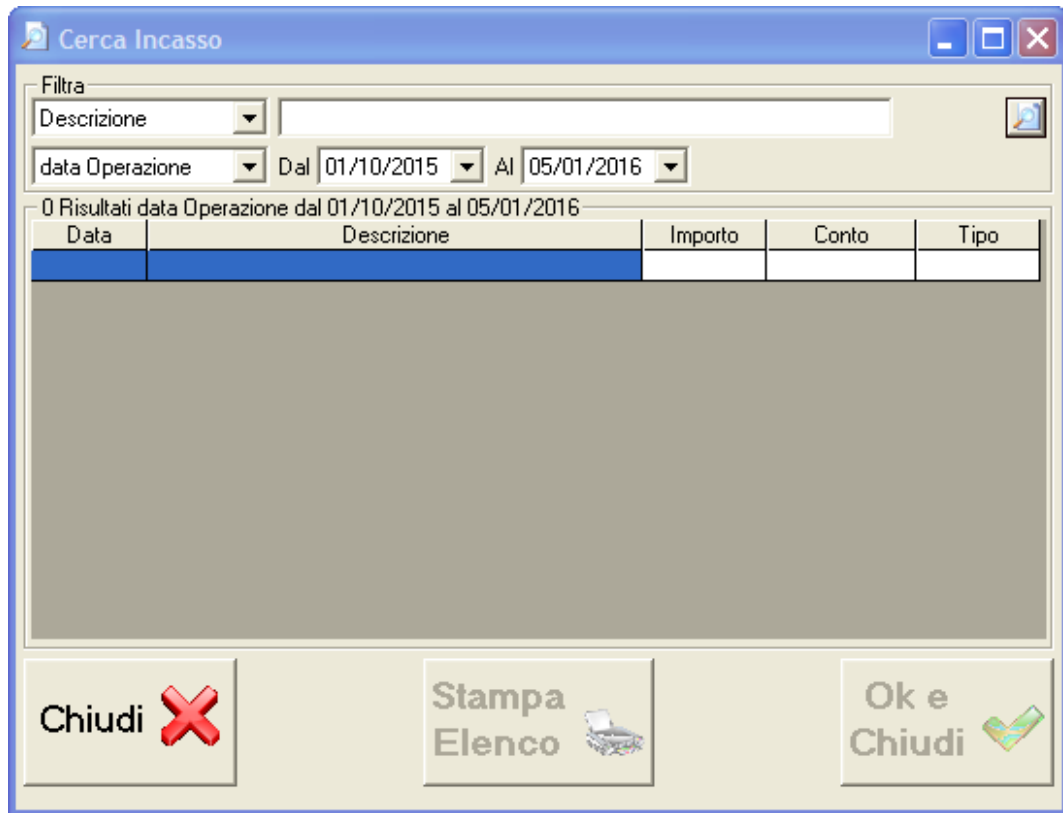 Cerca Incasso
Filtra
Descrizione
data Operazione Dal 01/10/2015 Al 05/01/2016
0 Risultati data Operazione dal 01/10/2015 al 05/01/2016
Data Descrizione Importo Conto Tipo
Chiudi
Stampa
Elenco
Ok e
Chiudi